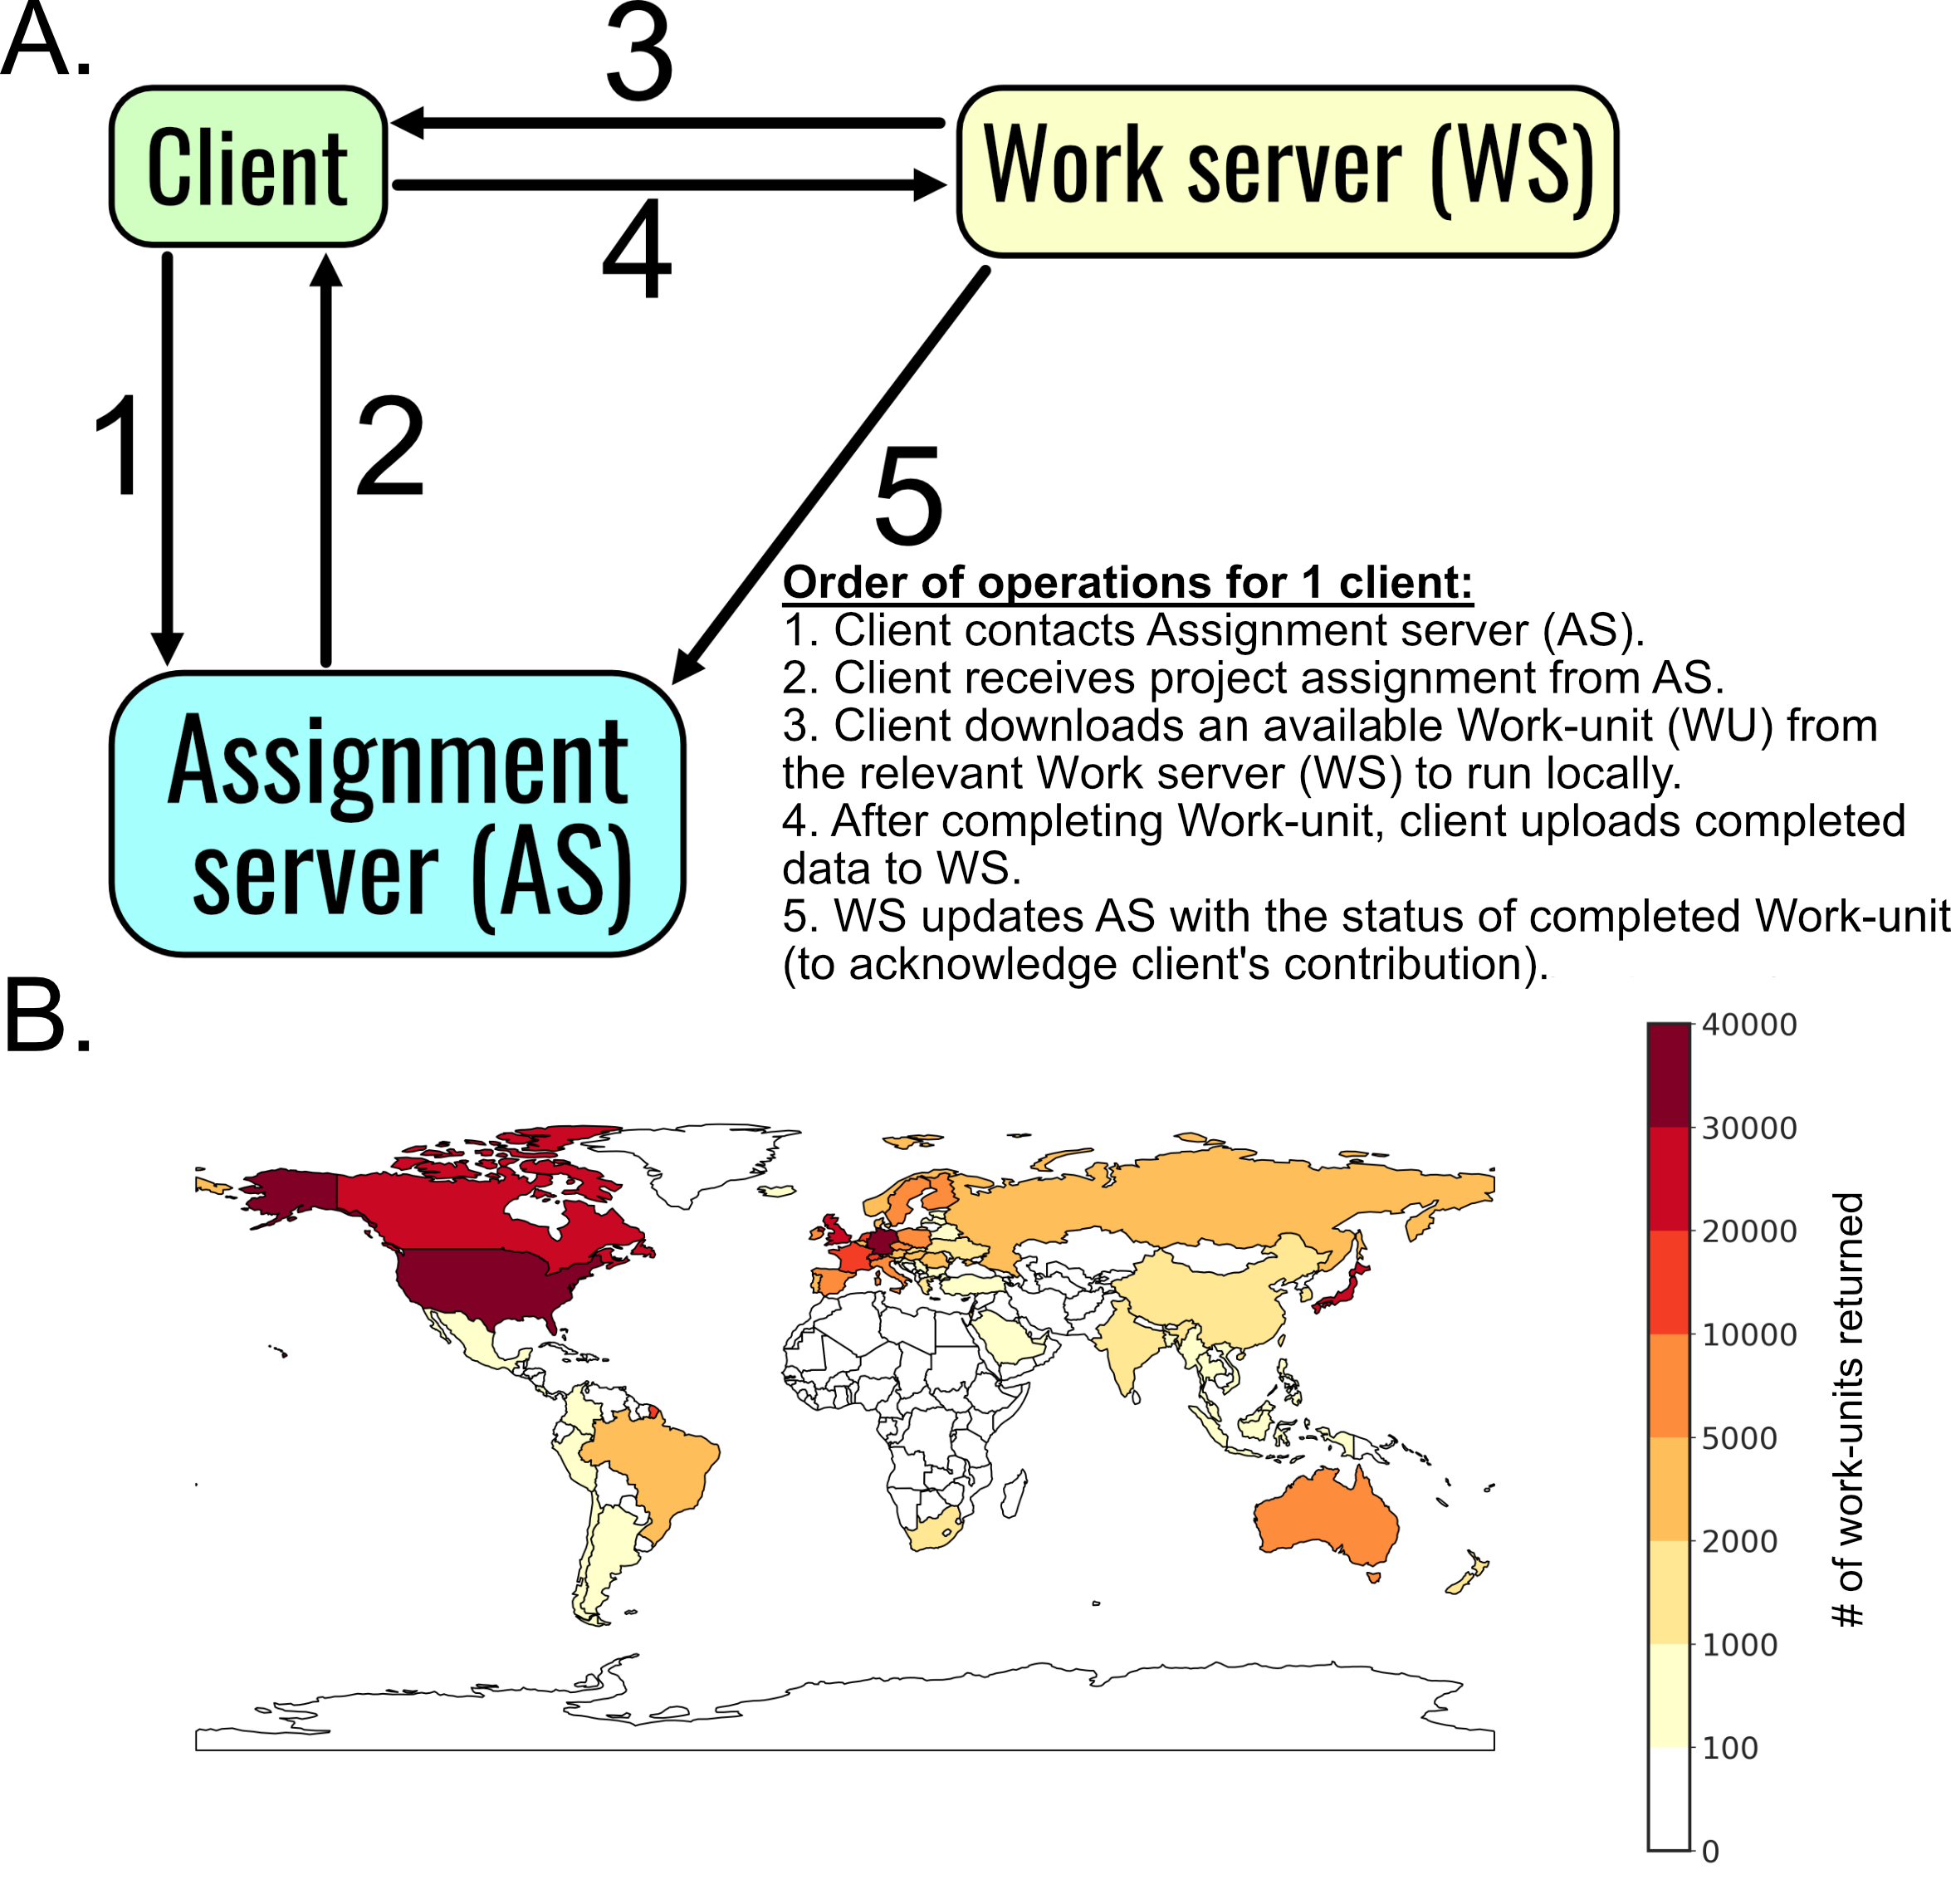 A.
3
Client
Work server (WS)
4
1
2
5
Assignment
server (AS)
Order of operations for 1 client:
1. Client contacts Assignment server (AS).
2. Client receives project assignment from AS.
3. Client downloads an available Work-unit (WU) from
the relevant Work server (WS) to run locally.
4. After completing Work-unit, client uploads completed
data to WS.
5. WS updates AS with the status of completed Work-unit
(to acknowledge client's contribution).
B.
40000
30000
20000
10000
5000
2000
1000
100
0
# of work-units returned